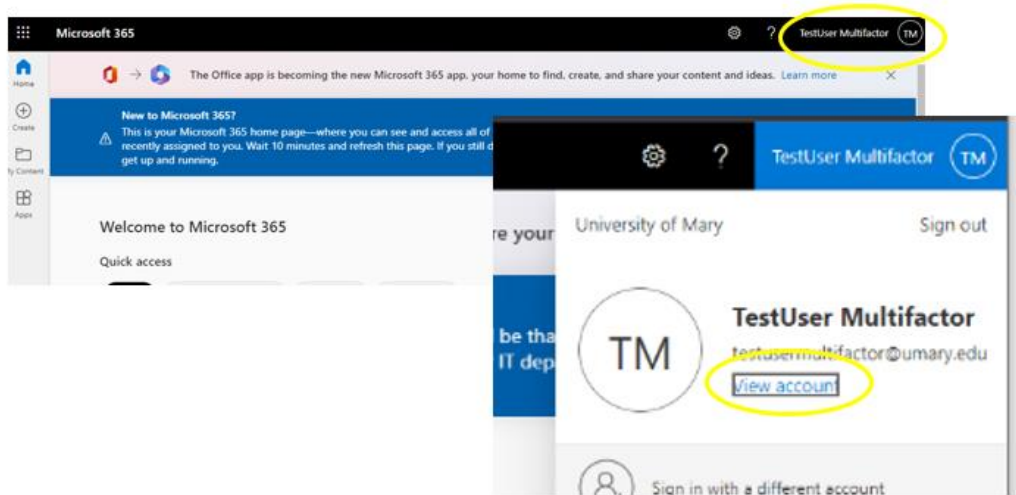 Microsoft 365
? TestUser Multifactor TM
Home
Create
My Content
Apps
The Office app is becoming the new Microsoft 365 app, your home to find, create, and share your content and ideas. Learn more
New to Microsoft 365?
This is your Microsoft 365 home page—where you can see and access all of
recently assigned to you. Wait 10 minutes and refresh this page. If you still d
get up and running.
Welcome to Microsoft 365
Quick access
? TestUser Multifactor TM
re your
University of Mary Sign out
be tha
IT dep
TM
TestUser Multifactor
testusermultifactor@umary.edu
View account
Sign in with a different account